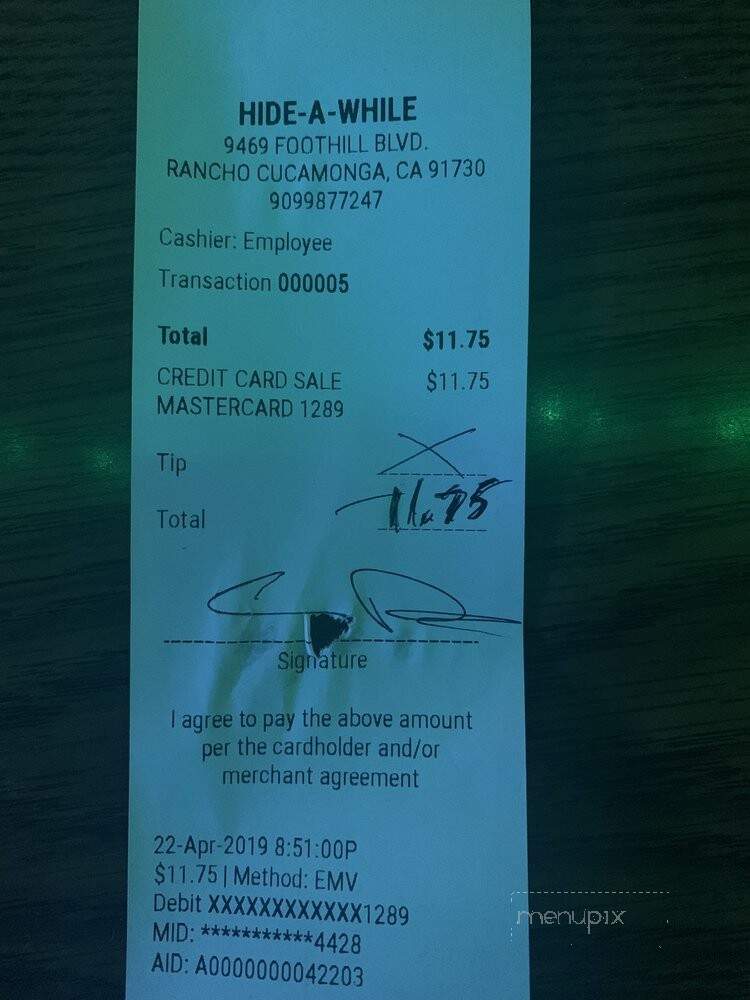 HIDE-A-WHILE
9469 FOOTHILL BLVD.
RANCHO CUCAMONGA, CA 91730
9099877247
Cashier: Employee
Transaction 000005
Total $11.75
CREDIT CARD SALE $11.75
MASTERCARD 1289
Tip X
Total 11.75
Signature
I agree to pay the above amount
per the cardholder and/or
merchant agreement
22-Apr-2019 8:51:00P
$11.75 | Method: EMV
Debit XXXXXXXXXXXX1289
MID: ***********4428
AID: A0000000042203
menupix